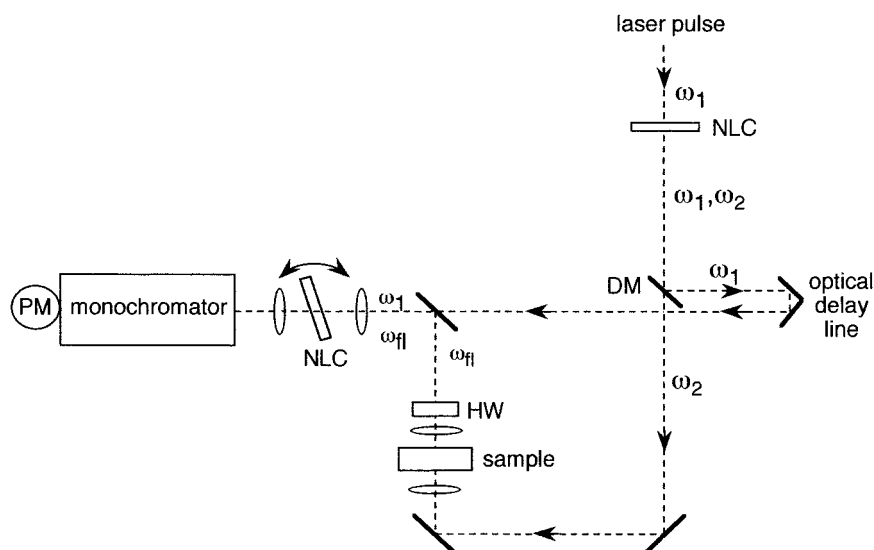 laser pulse
ω1
NLC
ω1,ω2
DM
ω1
optical
delay
line
PM
monochromator
ω1
ωfl
NLC
ωfl
ω2
HW
sample